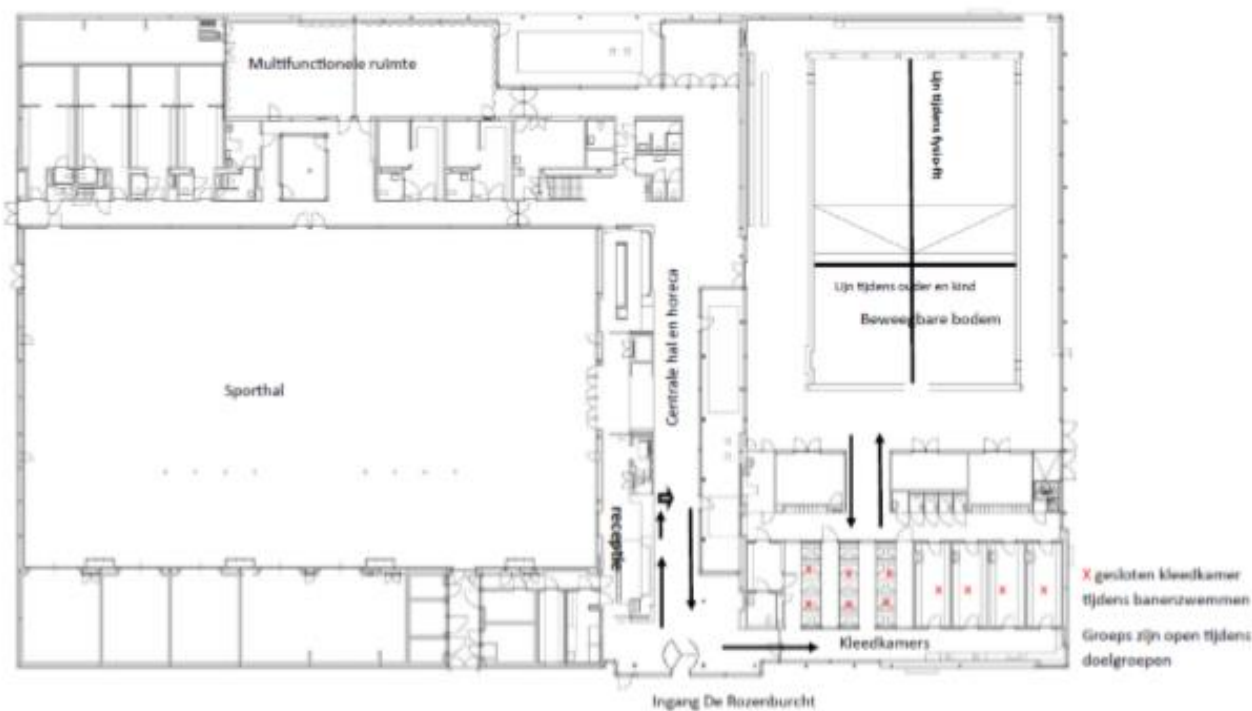 Multifunctionele ruimte
Lijn tijdens fysio-fit
Lijn tijdens ouder en kind
Beweegbare bodem
Centrale hal en horeca
Sporthal
receptie
X gesloten kleedkamer
tijdens banenzwemmen
Groeps zijn open tijdens
doelgroepen
Kleedkamers
Ingang De Rozenburcht